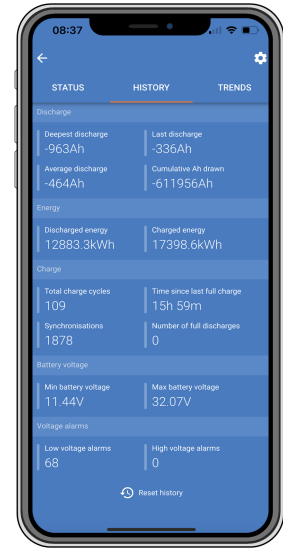 08:37
STATUS HISTORY TRENDS
Discharge
Deepest discharge Last discharge
-963Ah -336Ah
Average discharge Cumulative Ah drawn
-464Ah -611956Ah
Energy
Discharged energy Charged energy
12883.3kWh 17398.6kWh
Charge
Total charge cycles Time since last full charge
109 15h 59m
Synchronisations Number of full discharges
1878 0
Battery voltage
Min battery voltage Max battery voltage
11.44V 32.07V
Voltage alarms
Low voltage alarms High voltage alarms
68 0
Reset history